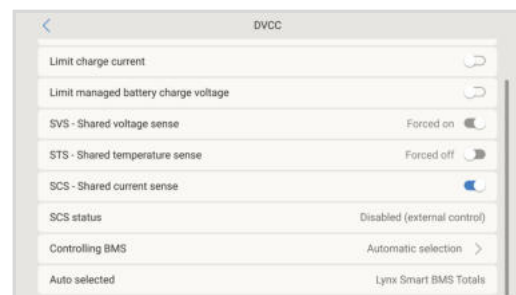 DVCC
Limit charge current
Limit managed battery charge voltage
SVS - Shared voltage sense Forced on
STS - Shared temperature sense Forced off
SCS - Shared current sense
SCS status Disabled (external control)
Controlling BMS Automatic selection
Auto selected Lynx Smart BMS Totals